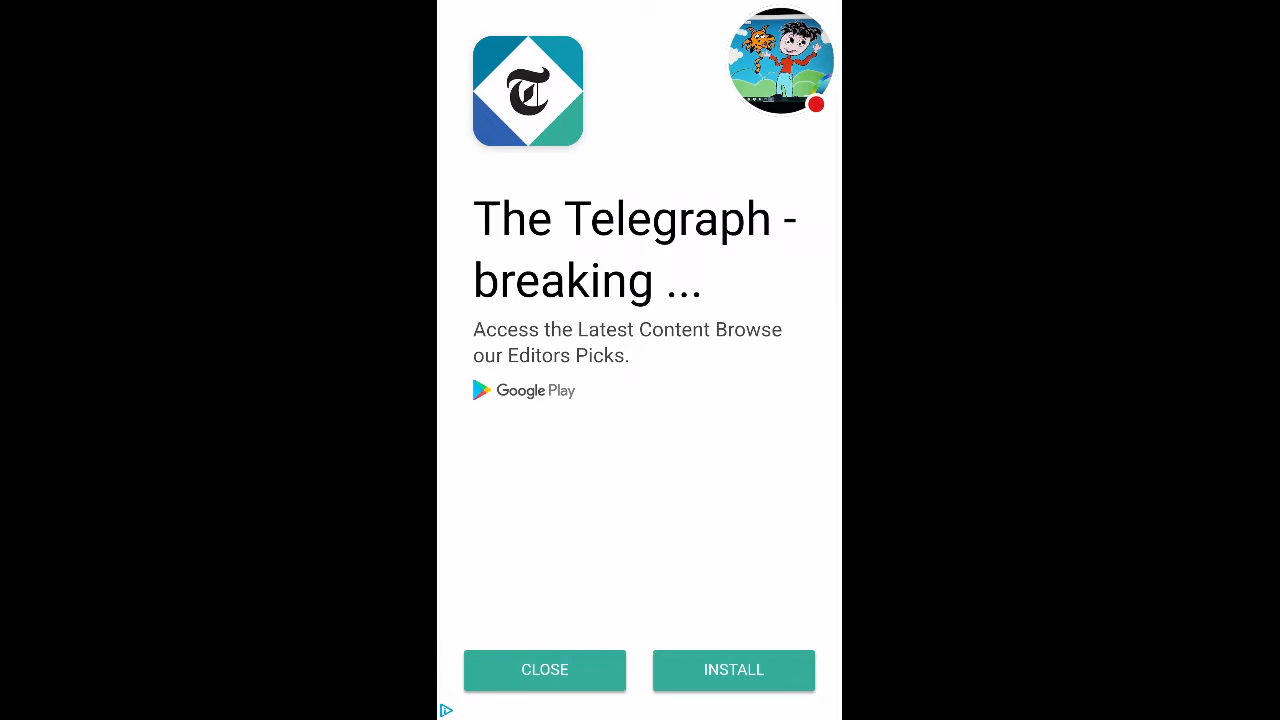 The Telegraph -
breaking ...
Access the Latest Content Browse
our Editors Picks.
Google Play
CLOSE
INSTALL